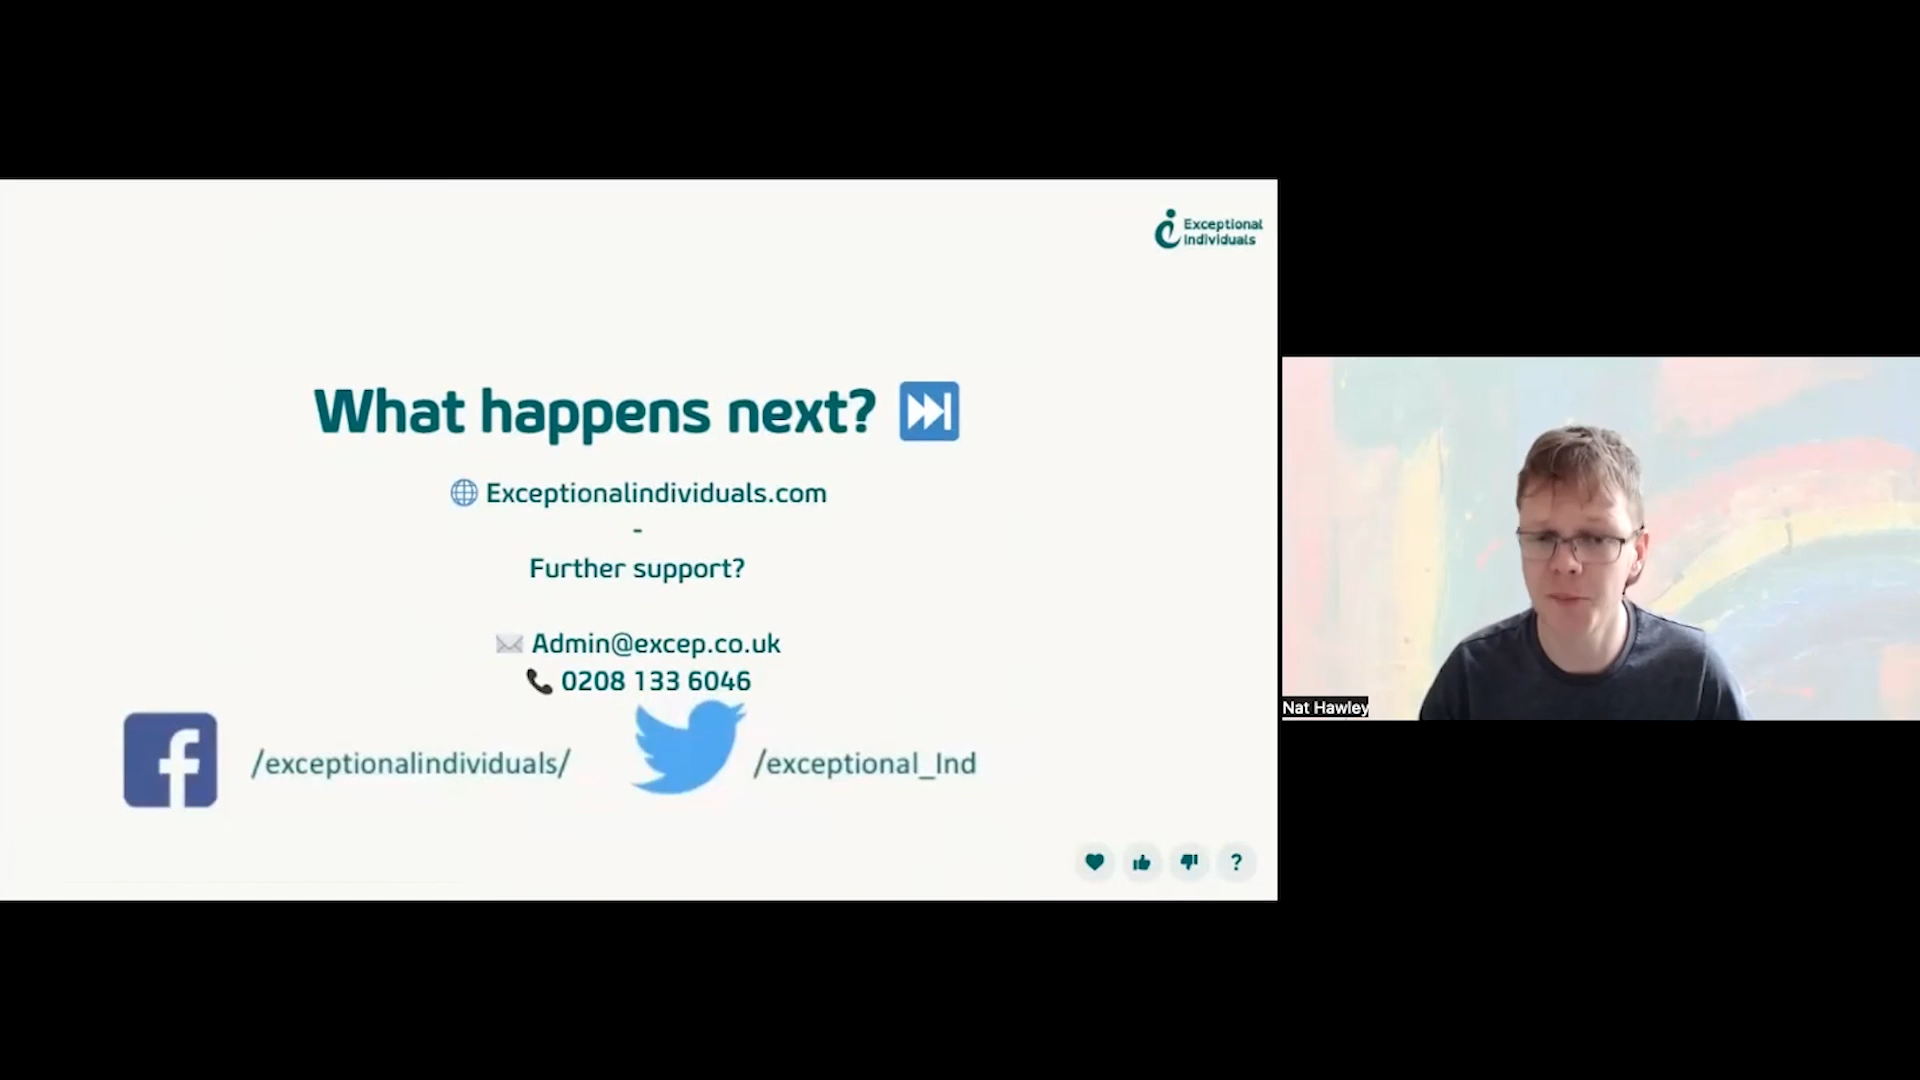 Exceptional
Individuals
What happens next?
Exceptionalindividuals.com
-
Further support?
Admin@excep.co.uk
0208 133 6046
/exceptionalindividuals/
/exceptional_Ind
?
Nat Hawley